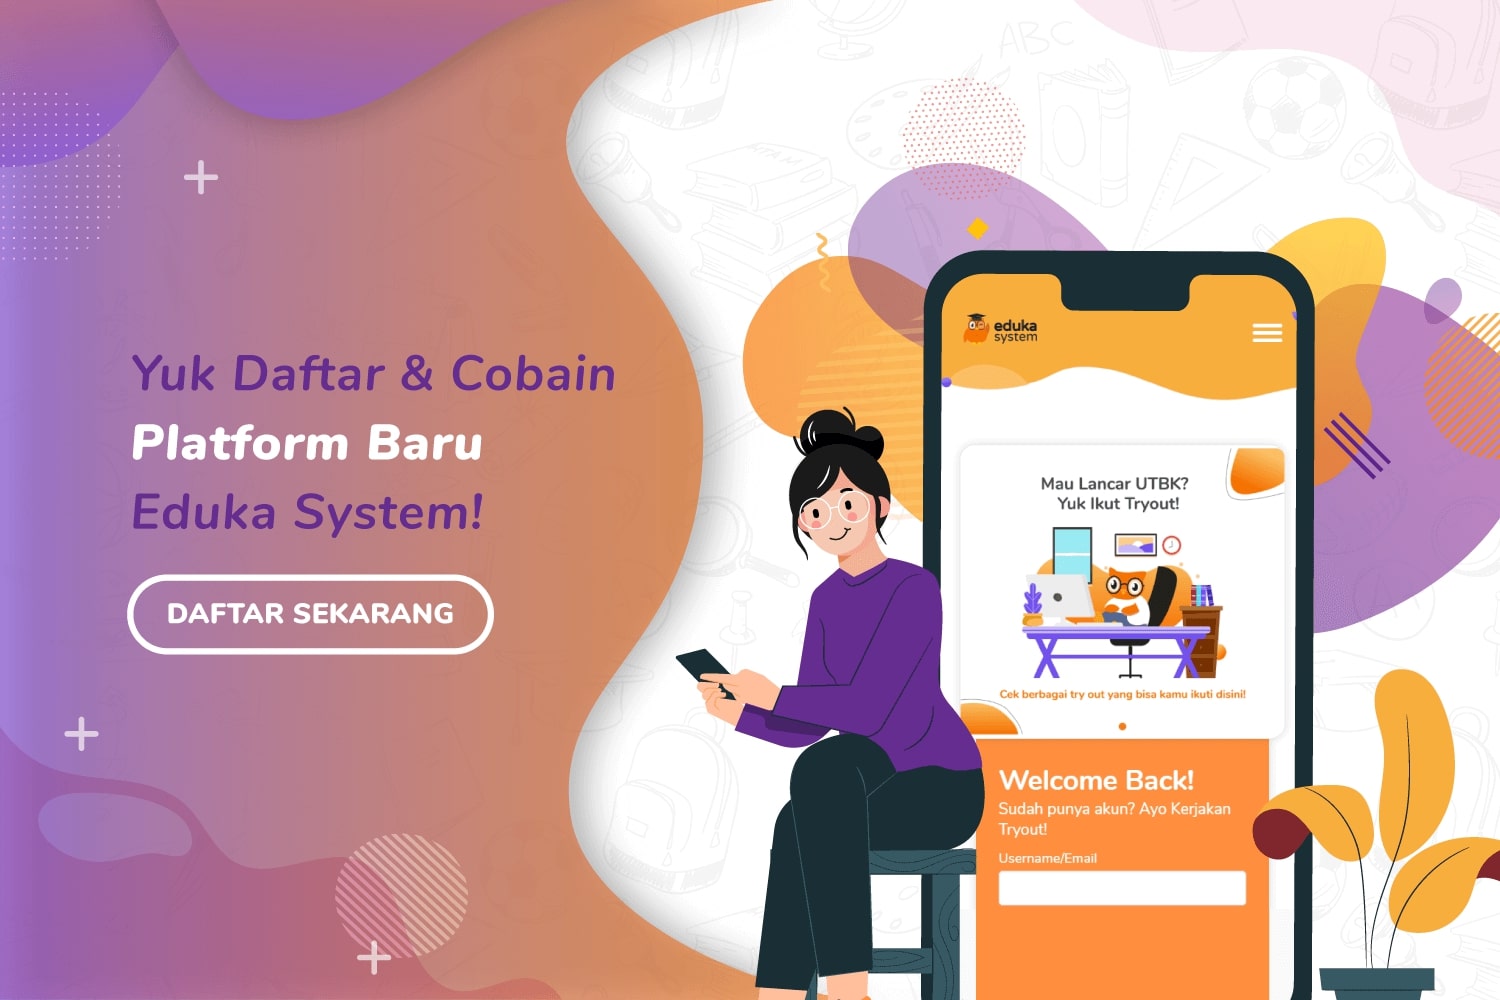 Yuk Daftar & Cobain
Platform Baru
Eduka System!
DAFTAR SEKARANG
ABC
eduka
system
Mau Lancar UTBK?
Yuk Ikut Tryout!
Cek berbagai try out yang bisa kamu ikuti disini!
Welcome Back!
Sudah punya akun? Ayo Kerjakan
Tryout!
Username/Email